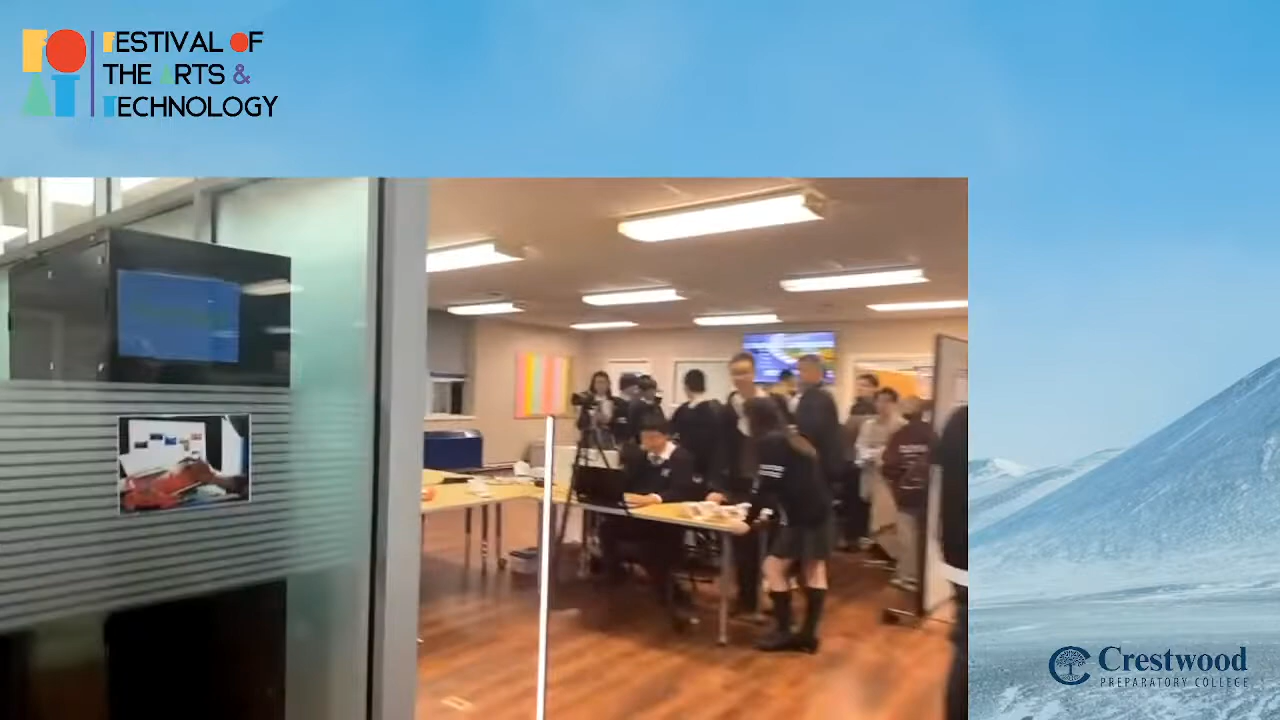 FESTIVAL OF
THE ARTS &
TECHNOLOGY
Crestwood
PREPARATORY COLLEGE